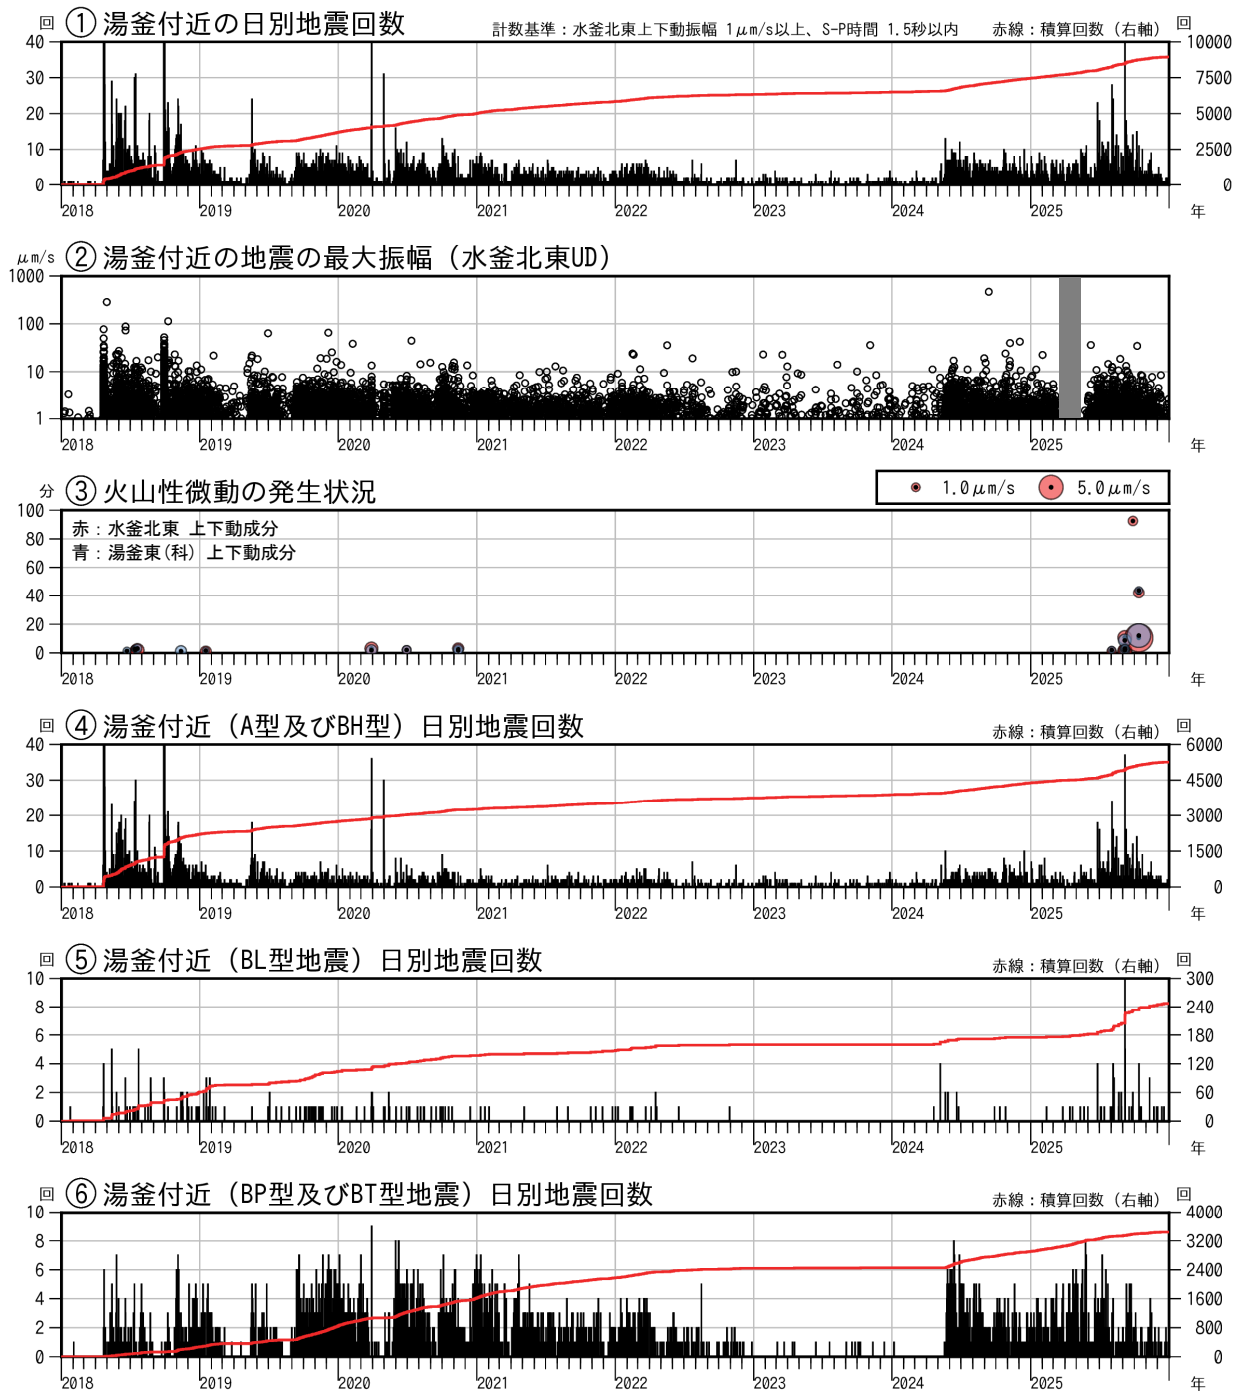 回 ①湯釜付近の日別地震回数 計数基準：水釜北東上下動振幅 1μm/s以上、S-P時間 1.5秒以内 赤線：積算回数（右軸） 回
40 10000
30 7500
20 5000
10 2500
0 0
2018 2019 2020 2021 2022 2023 2024 2025 年
μm/s ②湯釜付近の地震の最大振幅（水釜北東UD）
1000
100
10
1
2018 2019 2020 2021 2022 2023 2024 2025 年
分 ③火山性微動の発生状況 1.0μm/s 5.0μm/s
100
赤：水釜北東 上下動成分
80
青：湯釜東(科) 上下動成分
60
40
20
0
2018 2019 2020 2021 2022 2023 2024 2025 年
回 ④湯釜付近（A型及びBH型）日別地震回数 赤線：積算回数（右軸） 回
40 6000
30 4500
20 3000
10 1500
0 0
2018 2019 2020 2021 2022 2023 2024 2025 年
回 ⑤湯釜付近（BL型地震）日別地震回数 赤線：積算回数（右軸） 回
10 300
8 240
6 180
4 120
2 60
0 0
2018 2019 2020 2021 2022 2023 2024 2025 年
回 ⑥湯釜付近（BP型及びBT型地震）日別地震回数 赤線：積算回数（右軸） 回
10 4000
8 3200
6 2400
4 1600
2 800
0 0
2018 2019 2020 2021 2022 2023 2024 2025 年